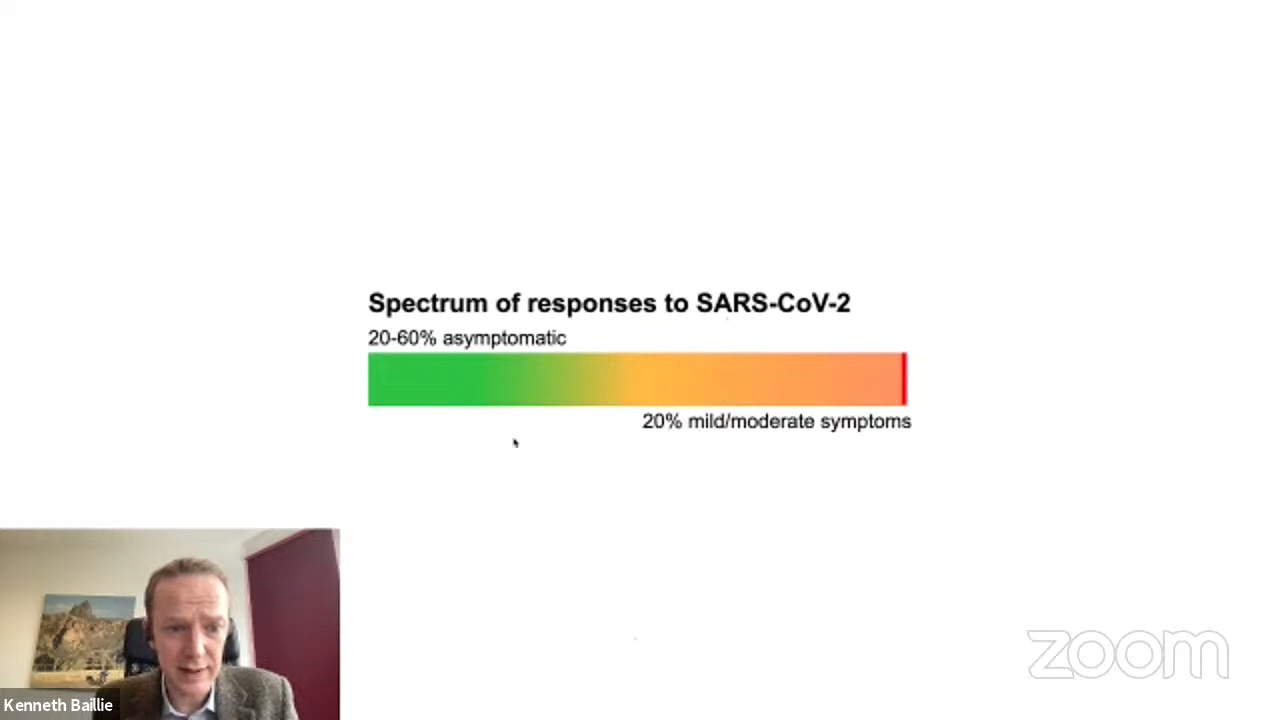 Spectrum of responses to SARS-CoV-2
20-60% asymptomatic
20% mild/moderate symptoms
Kenneth Baillie
zoom